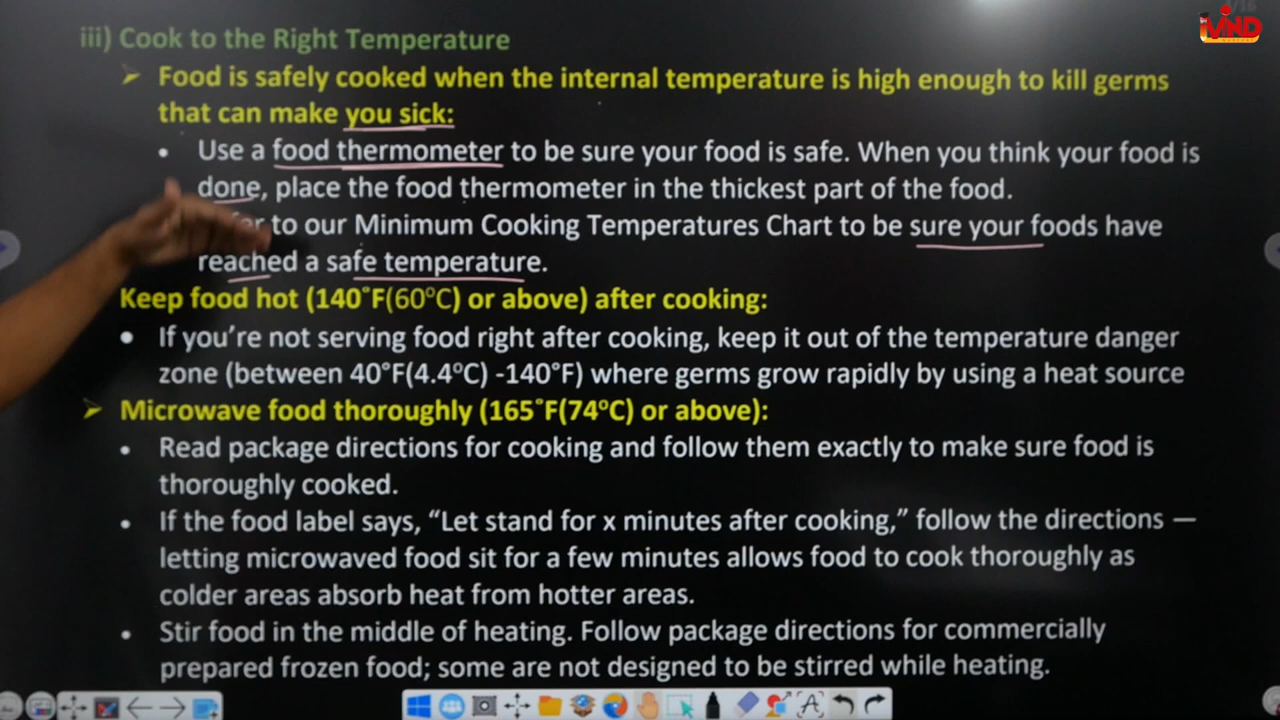 iii) Cook to the Right Temperature
➢ Food is safely cooked when the internal temperature is high enough to kill germs
that can make you sick:
• Use a food thermometer to be sure your food is safe. When you think your food is
done, place the food thermometer in the thickest part of the food.
to our Minimum Cooking Temperatures Chart to be sure your foods have
reached a safe temperature.
Keep food hot (140˚F(60ºC) or above) after cooking:
• If you’re not serving food right after cooking, keep it out of the temperature danger
zone (between 40°F(4.4ºC) -140°F) where germs grow rapidly by using a heat source
➢ Microwave food thoroughly (165˚F(74ºC) or above):
• Read package directions for cooking and follow them exactly to make sure food is
thoroughly cooked.
• If the food label says, “Let stand for x minutes after cooking,” follow the directions —
letting microwaved food sit for a few minutes allows food to cook thoroughly as
colder areas absorb heat from hotter areas.
• Stir food in the middle of heating. Follow package directions for commercially
prepared frozen food; some are not designed to be stirred while heating.